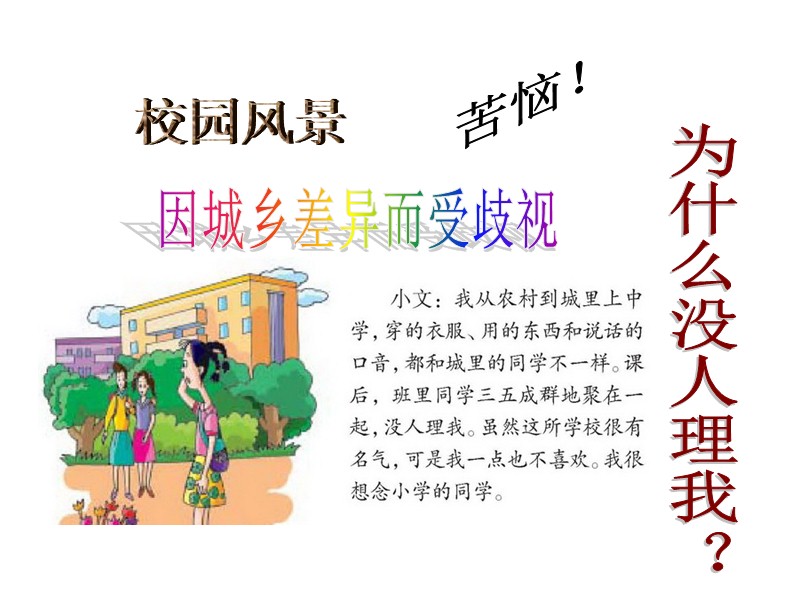 校园风景
苦恼！
因城乡差异而受歧视
小文：我从农村到城里上中
学，穿的衣服、用的东西和说话的
口音，都和城里的同学不一样。课
后，班里同学三五成群地聚在一
起，没人理我。虽然这所学校很有
名气，可是我一点也不喜欢。我很
想念小学的同学。
为什么没人理我？